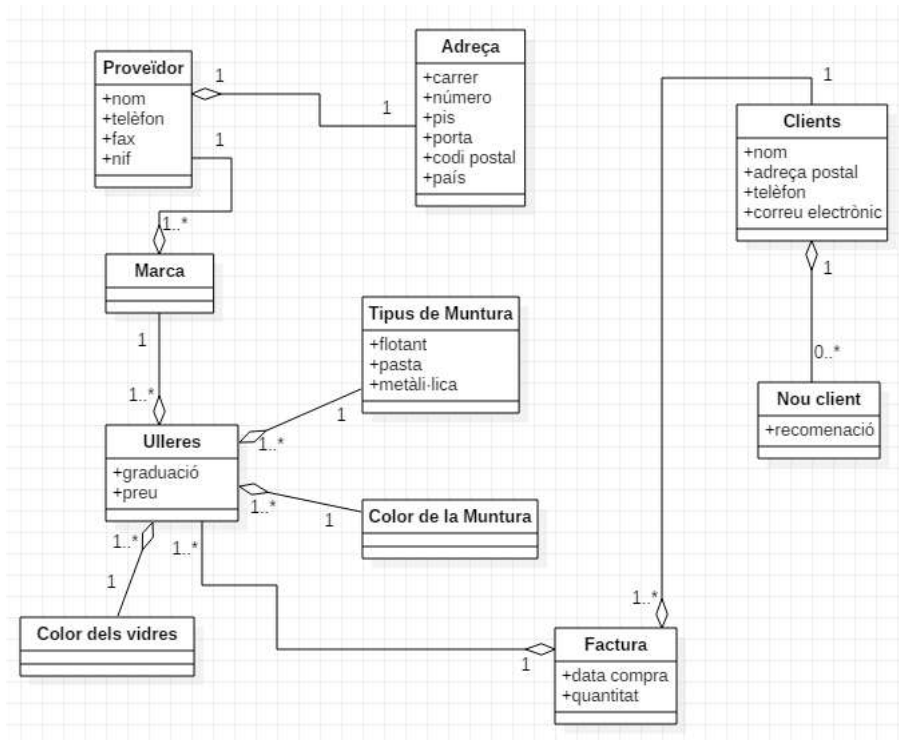 Proveïdor
+nom
+telèfon
+fax
+nif
1
1
Adreça
+carrer
+número
+pis
+porta
+codi postal
+país
1
1..*
Marca
1
1..*
Clients
+nom
+adreça postal
+telèfon
+correu electrònic
1
1
0..*
Nou client
+recomenació
Tipus de Muntura
+flotant
+pasta
+metàli·lica
1
1..*
Ulleres
+graduació
+preu
1..*
1
Color de la Muntura
1..*
1
Color dels vidres
1..*
1
1..*
Factura
+data compra
+quantitat